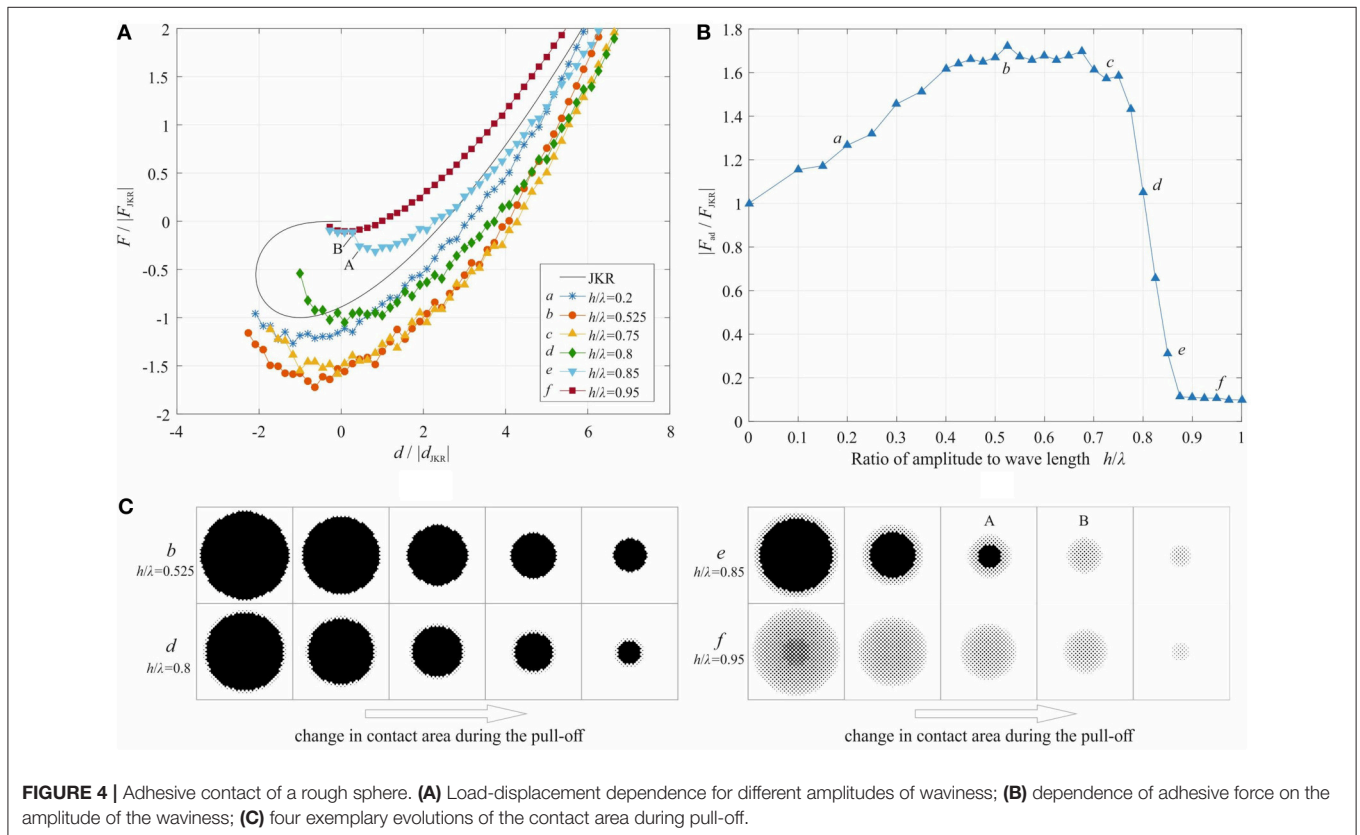 A
2
1.5
1
0.5
0
-0.5
-1
-1.5
-2
F / |F_JKR|
-4
-2
0
2
4
6
8
d / |d_JKR|
B
A
JKR
a h/λ=0.2
b h/λ=0.525
c h/λ=0.75
d h/λ=0.8
e h/λ=0.85
f h/λ=0.95
B
1.8
1.6
1.4
1.2
1
0.8
0.6
0.4
0.2
0
|F_ad / F_JKR|
a
b
c
d
e
f
0
0.1
0.2
0.3
0.4
0.5
0.6
0.7
0.8
0.9
1
Ratio of amplitude to wave length h/λ
C
b
h/λ=0.525
d
h/λ=0.8
change in contact area during the pull-off
A
B
e
h/λ=0.85
f
h/λ=0.95
change in contact area during the pull-off
FIGURE 4 | Adhesive contact of a rough sphere. (A) Load-displacement dependence for different amplitudes of waviness; (B) dependence of adhesive force on the
amplitude of the waviness; (C) four exemplary evolutions of the contact area during pull-off.